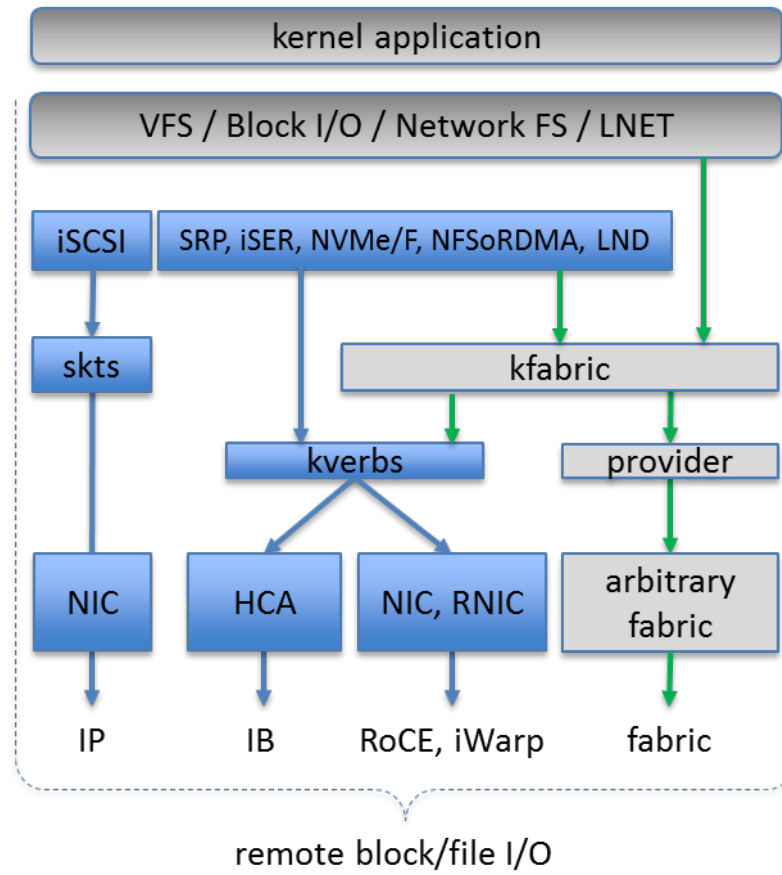 kernel application
VFS / Block I/O / Network FS / LNET
iSCSI
SRP, iSER, NVMe/F, NFSoRDMA, LND
skts
kfabric
kverbs
provider
NIC
HCA
NIC, RNIC
arbitrary
fabric
IP
IB
RoCE, iWarp
fabric
remote block/file I/O